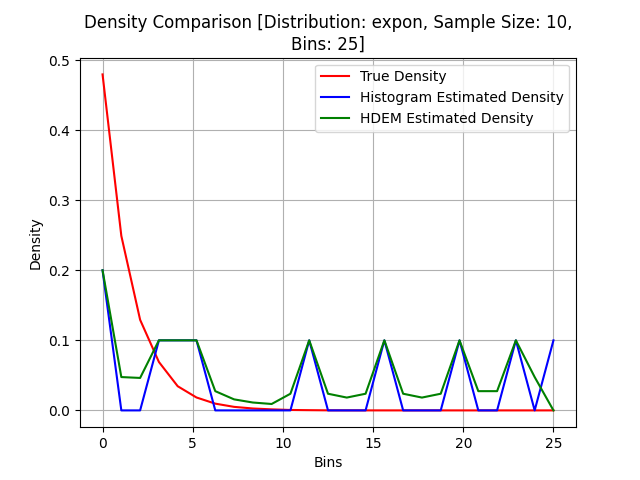 Density Comparison [Distribution: expon, Sample Size: 10,
Bins: 25]
True Density
Histogram Estimated Density
HDEM Estimated Density
Density
0.5
0.4
0.3
0.2
0.1
0.0
0 5 10 15 20 25
Bins